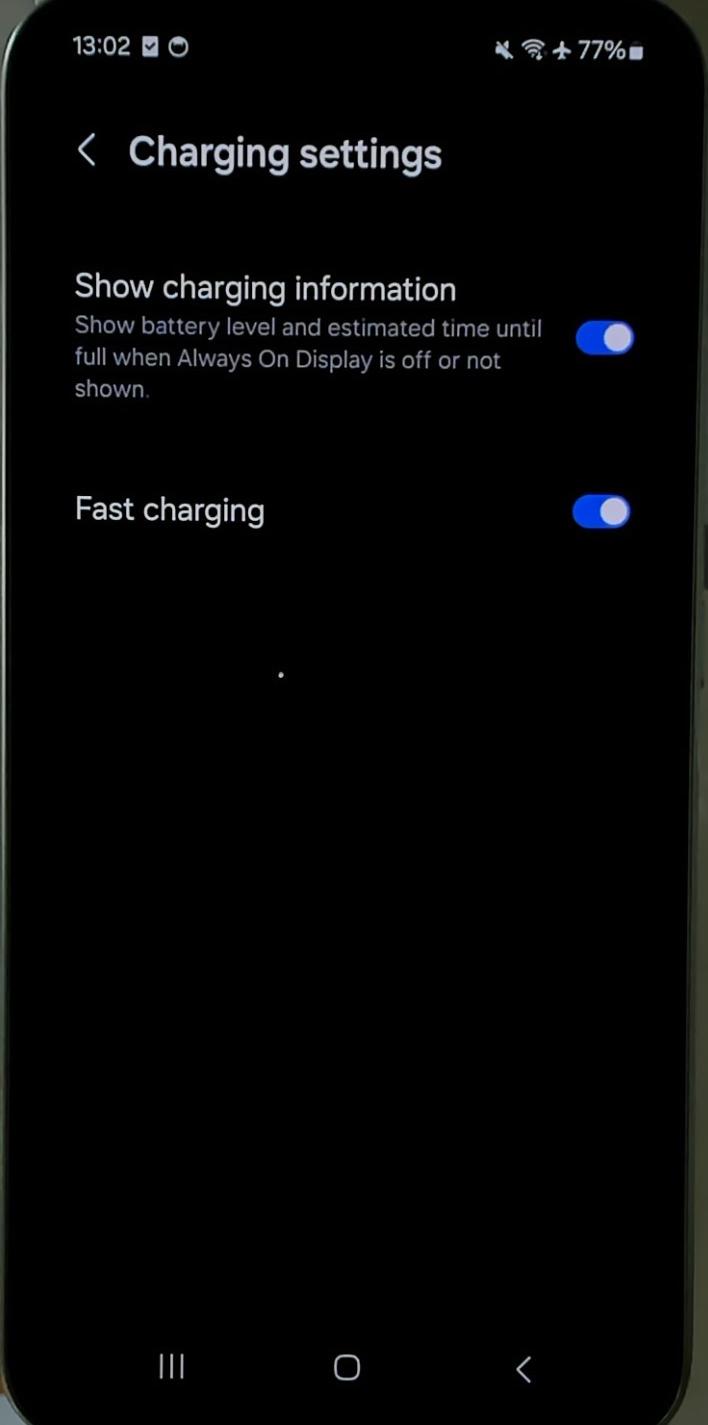 13:02 77%
Charging settings
Show charging information
Show battery level and estimated time until
full when Always On Display is off or not
shown.
Fast charging